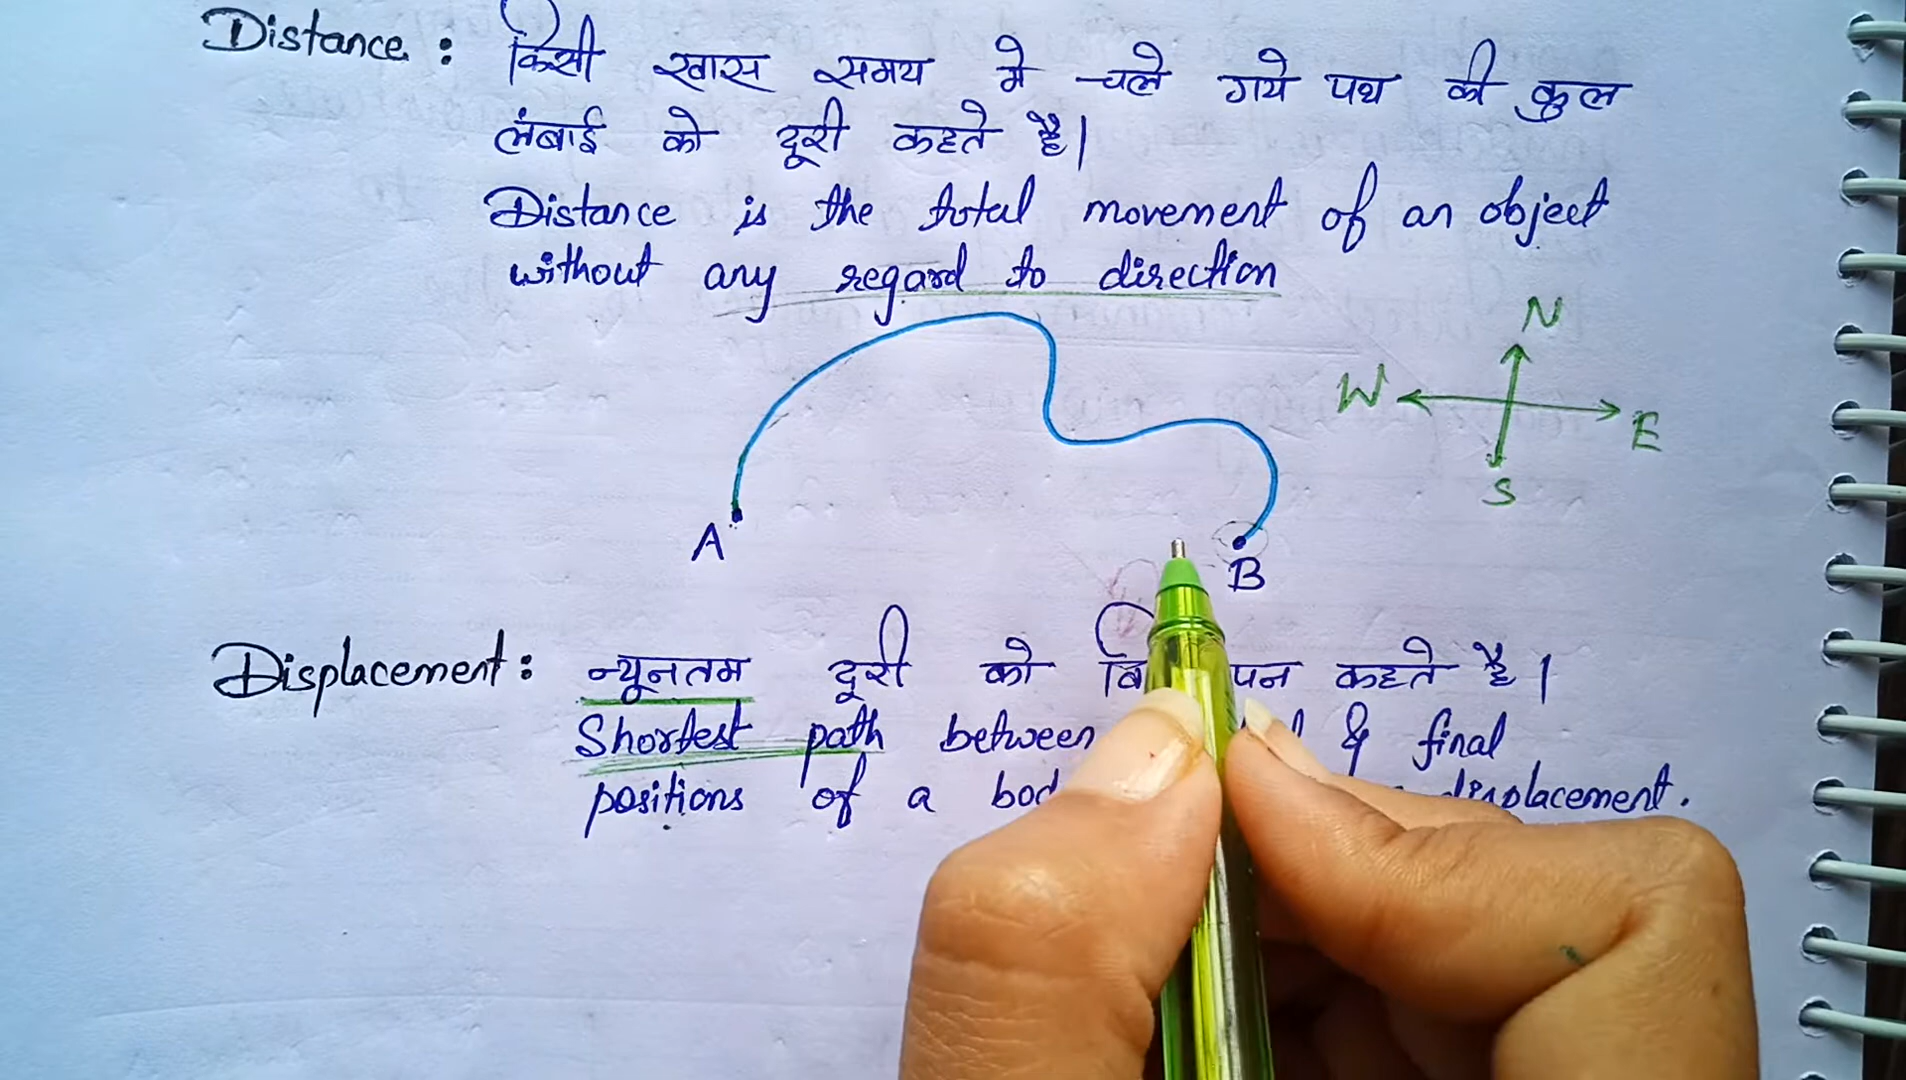 Distance : किसी खास समय मे चले गये पथ की कुल
लंबाई को दूरी कहते है।
Distance is the total movement of an object
without any regard to direction
N
W
E
S
A
B
Displacement : न्यूनतम दूरी को कहते है।
Shortest path between & final
positions of a displacement.